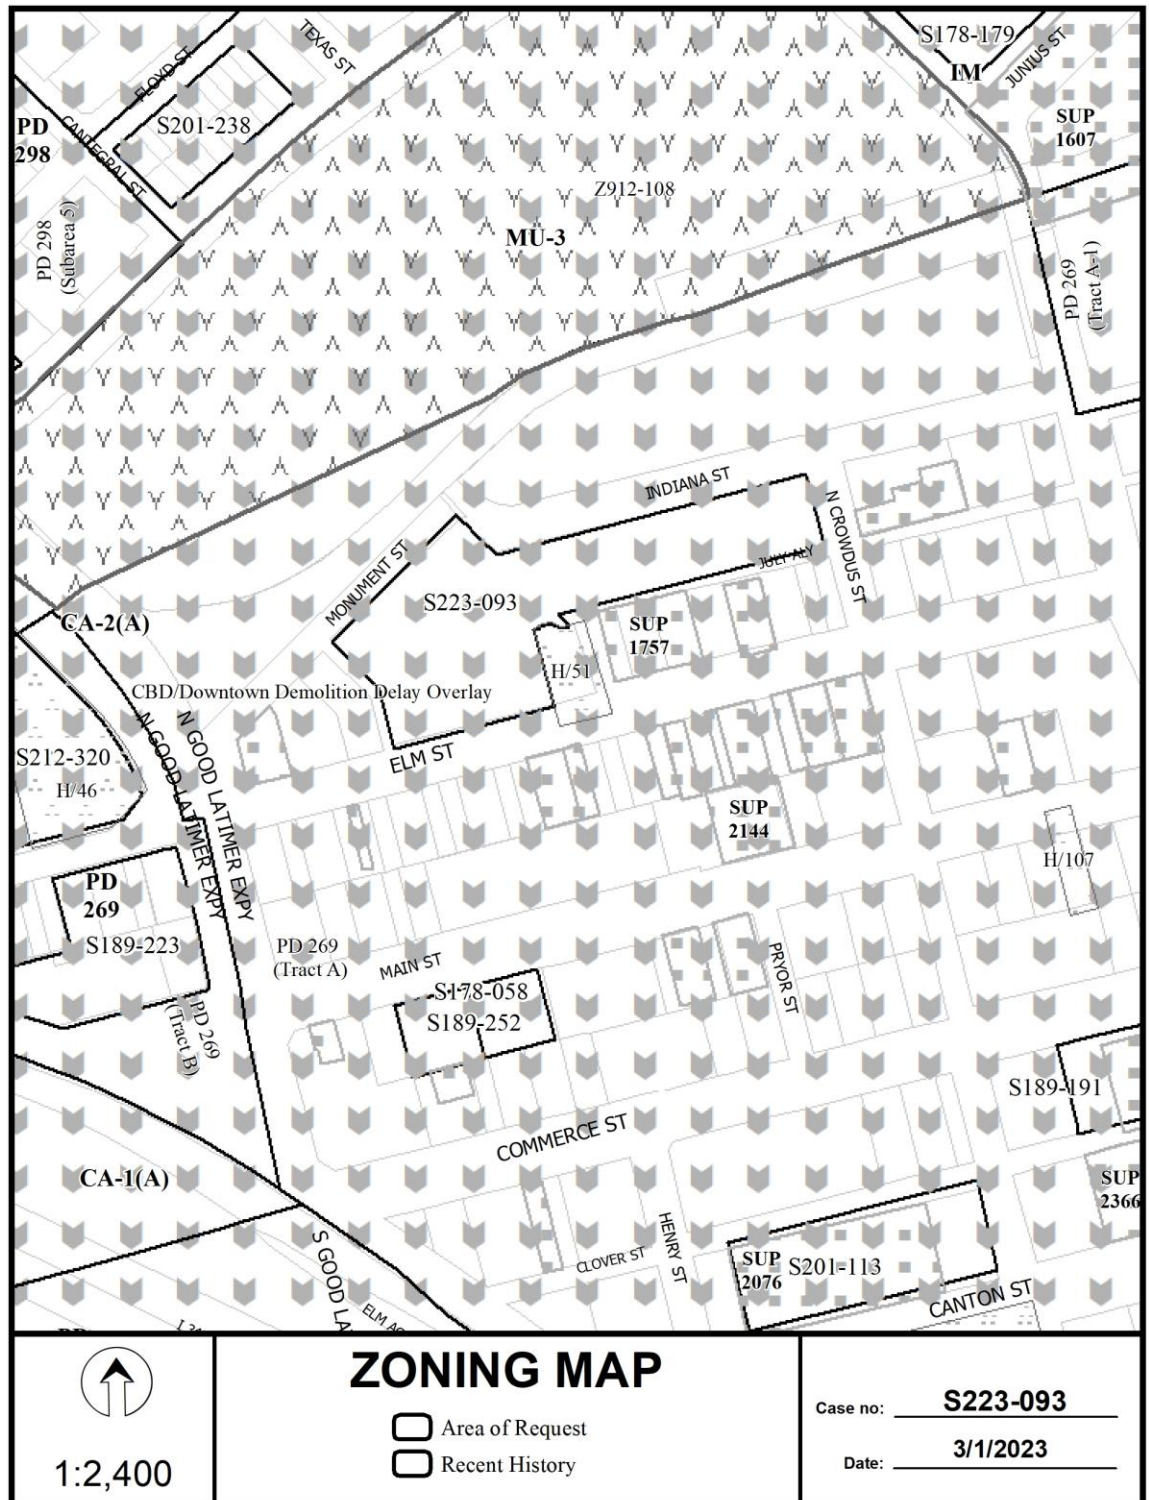 TEXAS ST
S178-179
FLOYD ST
JUNIUS ST
IM
SUP
1607
PD
298
CANTEGRAL ST
S201-238
Z912-108
PD 298
(Subarea 5)
MU-3
PD 269
(Tract A-1)
INDIANA ST
N CROWDUS ST
MONUMENT ST
JULY ALY
S223-093
CA-2(A)
SUP
1757
H/51
CBD/Downtown Demolition Delay Overlay
N GOOD LATIMER EXPY
N GOOD LATIMER EXPY
S212-320
H/46
ELM ST
SUP
2144
H/107
PD
269
S189-223
PD 269
(Tract A)
MAIN ST
PRYOR ST
S178-058
S189-252
PD 269
(Tract B)
S189-191
COMMERCE ST
CA-1(A)
SUP
2366
HENRY ST
S GOOD LA
CLOVER ST
SUP
2076
S201-113
CANTON ST
ELM
ZONING MAP
Area of Request
Recent History
1:2,400
Case no: S223-093
Date: 3/1/2023